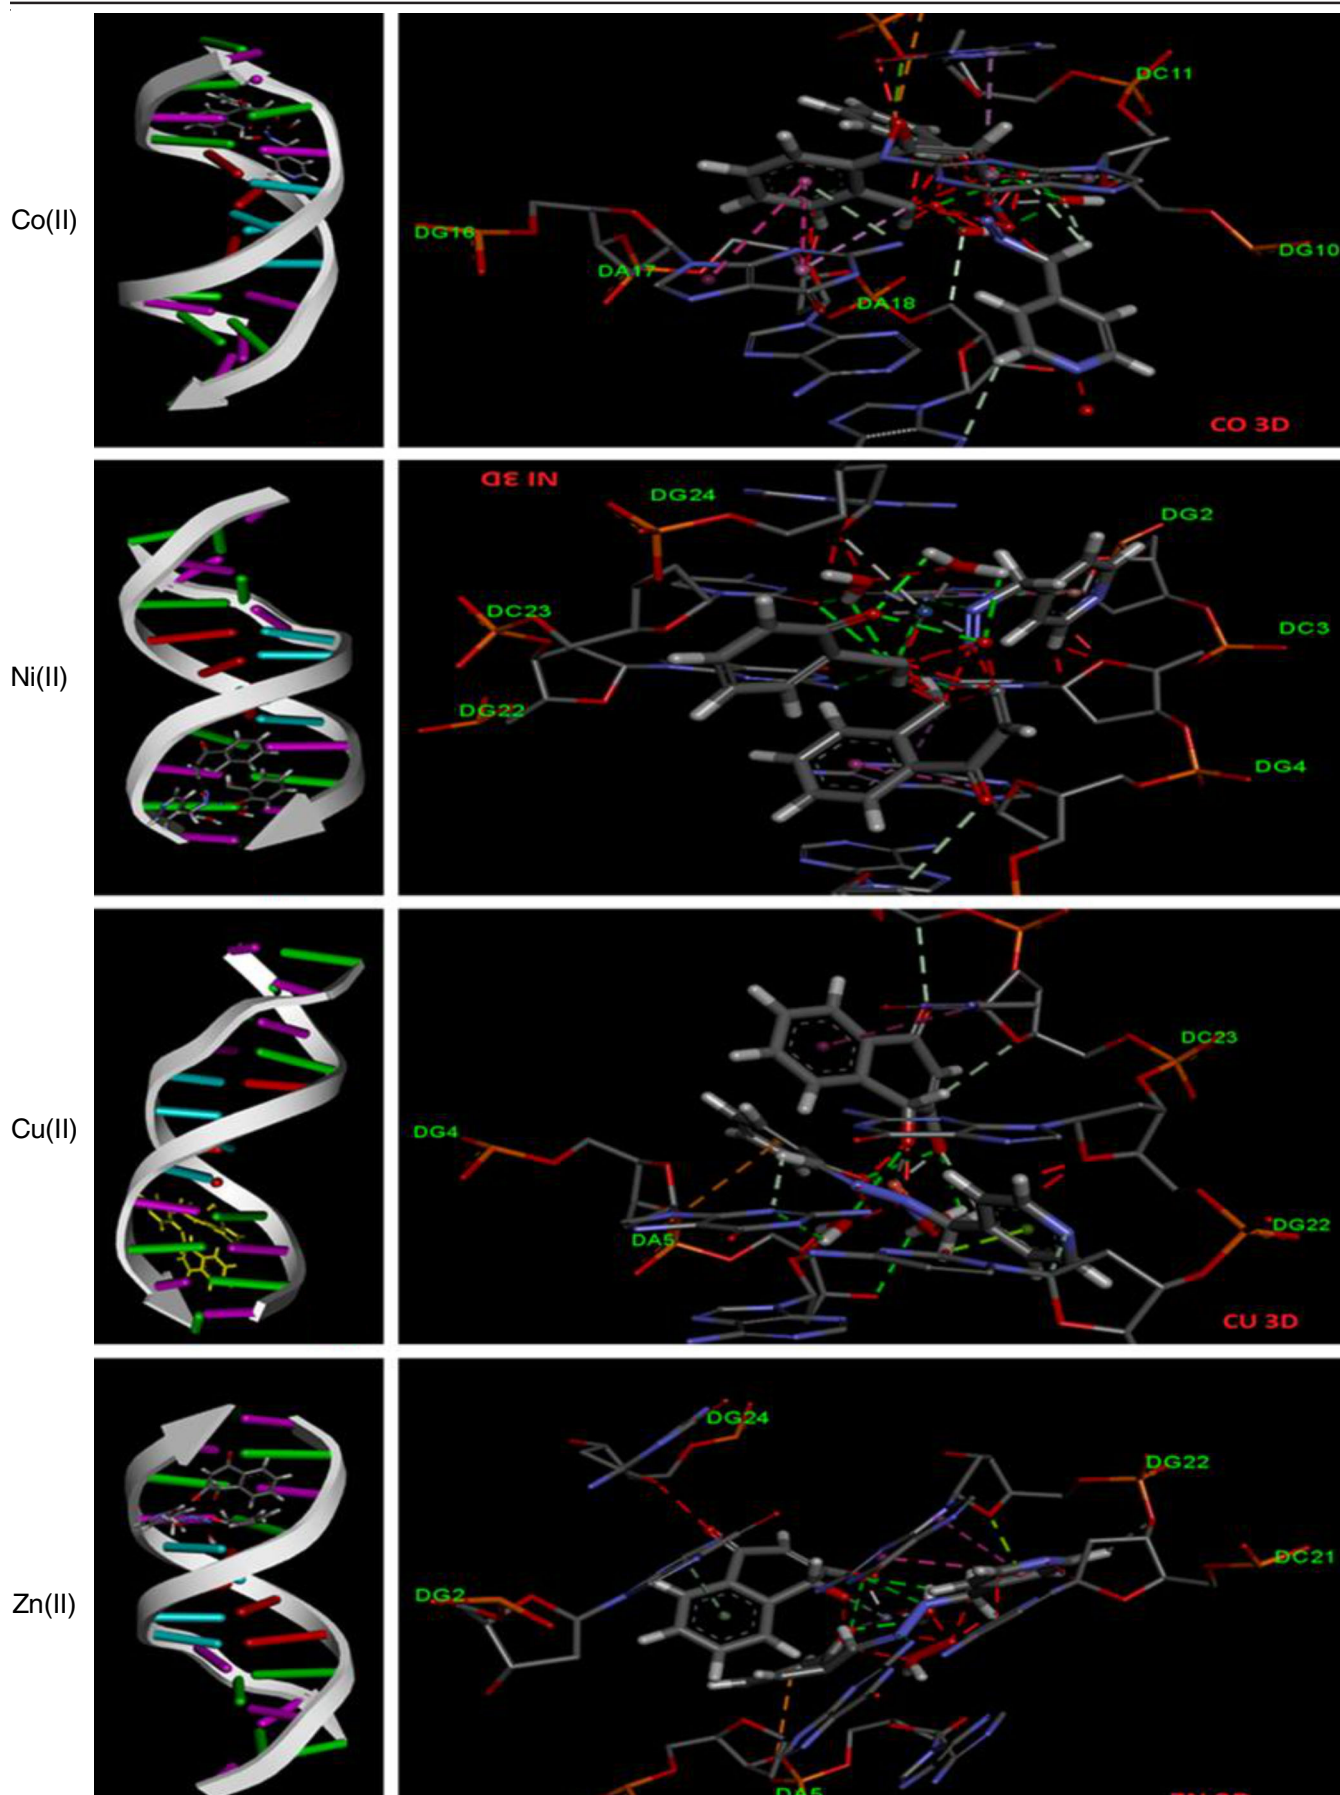 Co(II)
DC11
DG16
DA17
DA18
DG10
CO 3D
Ni(II)
NI 3D
DG24
DG2
DC23
DC3
DG22
DG4
Cu(II)
DC23
DG4
DA5
DG22
CU 3D
Zn(II)
DG24
DG22
DC21
DG2
DA5